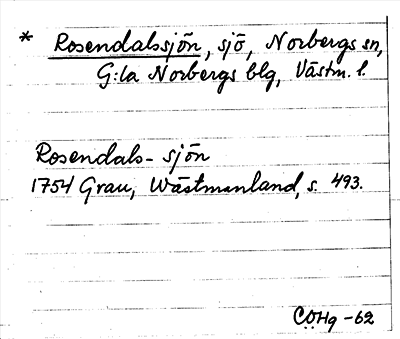 * Rosendalssjön, sjö, Norbergs sn,
G:la Norbergs blg, Västm. l.
Rosendals-sjön
1754 Grau, Wästmanland, s. 493.
CÖHg -62